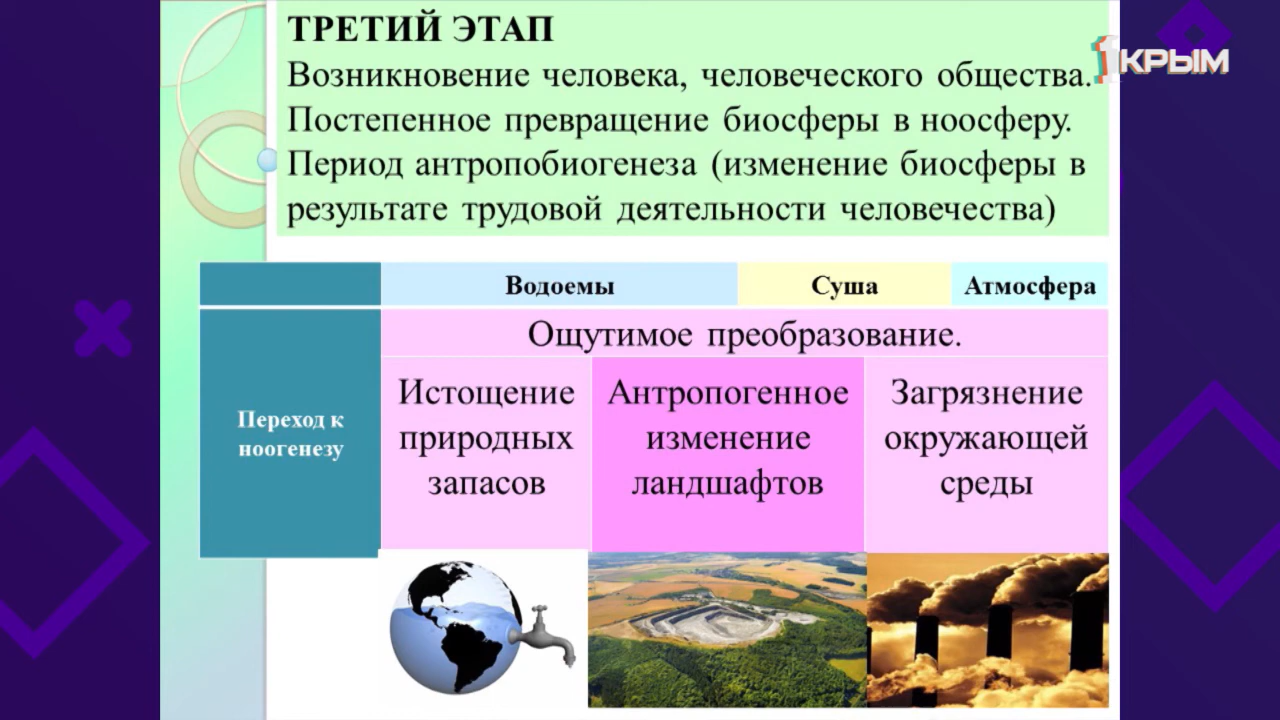 ТРЕТИЙ ЭТАП
Возникновение человека, человеческого общества.
Постепенное превращение биосферы в ноосферу.
Период антропобиогенеза (изменение биосферы в
результате трудовой деятельности человечества)
1КРЫМ
Водоемы Суша Атмосфера
Переход к
ноогенезу
Ощутимое преобразование.
Истощение
природных
запасов
Антропогенное
изменение
ландшафтов
Загрязнение
окружающей
среды